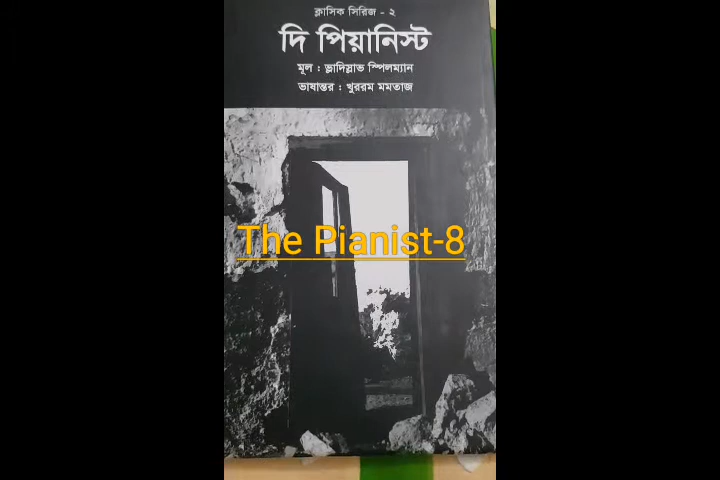 ক্লাসিক সিরিজ - ২
দি পিয়ানিস্ট
মূল : ভ্লাদিস্লাভ স্পিলম্যান
ভাষান্তর : খুররম মমতাজ
The Pianist-8